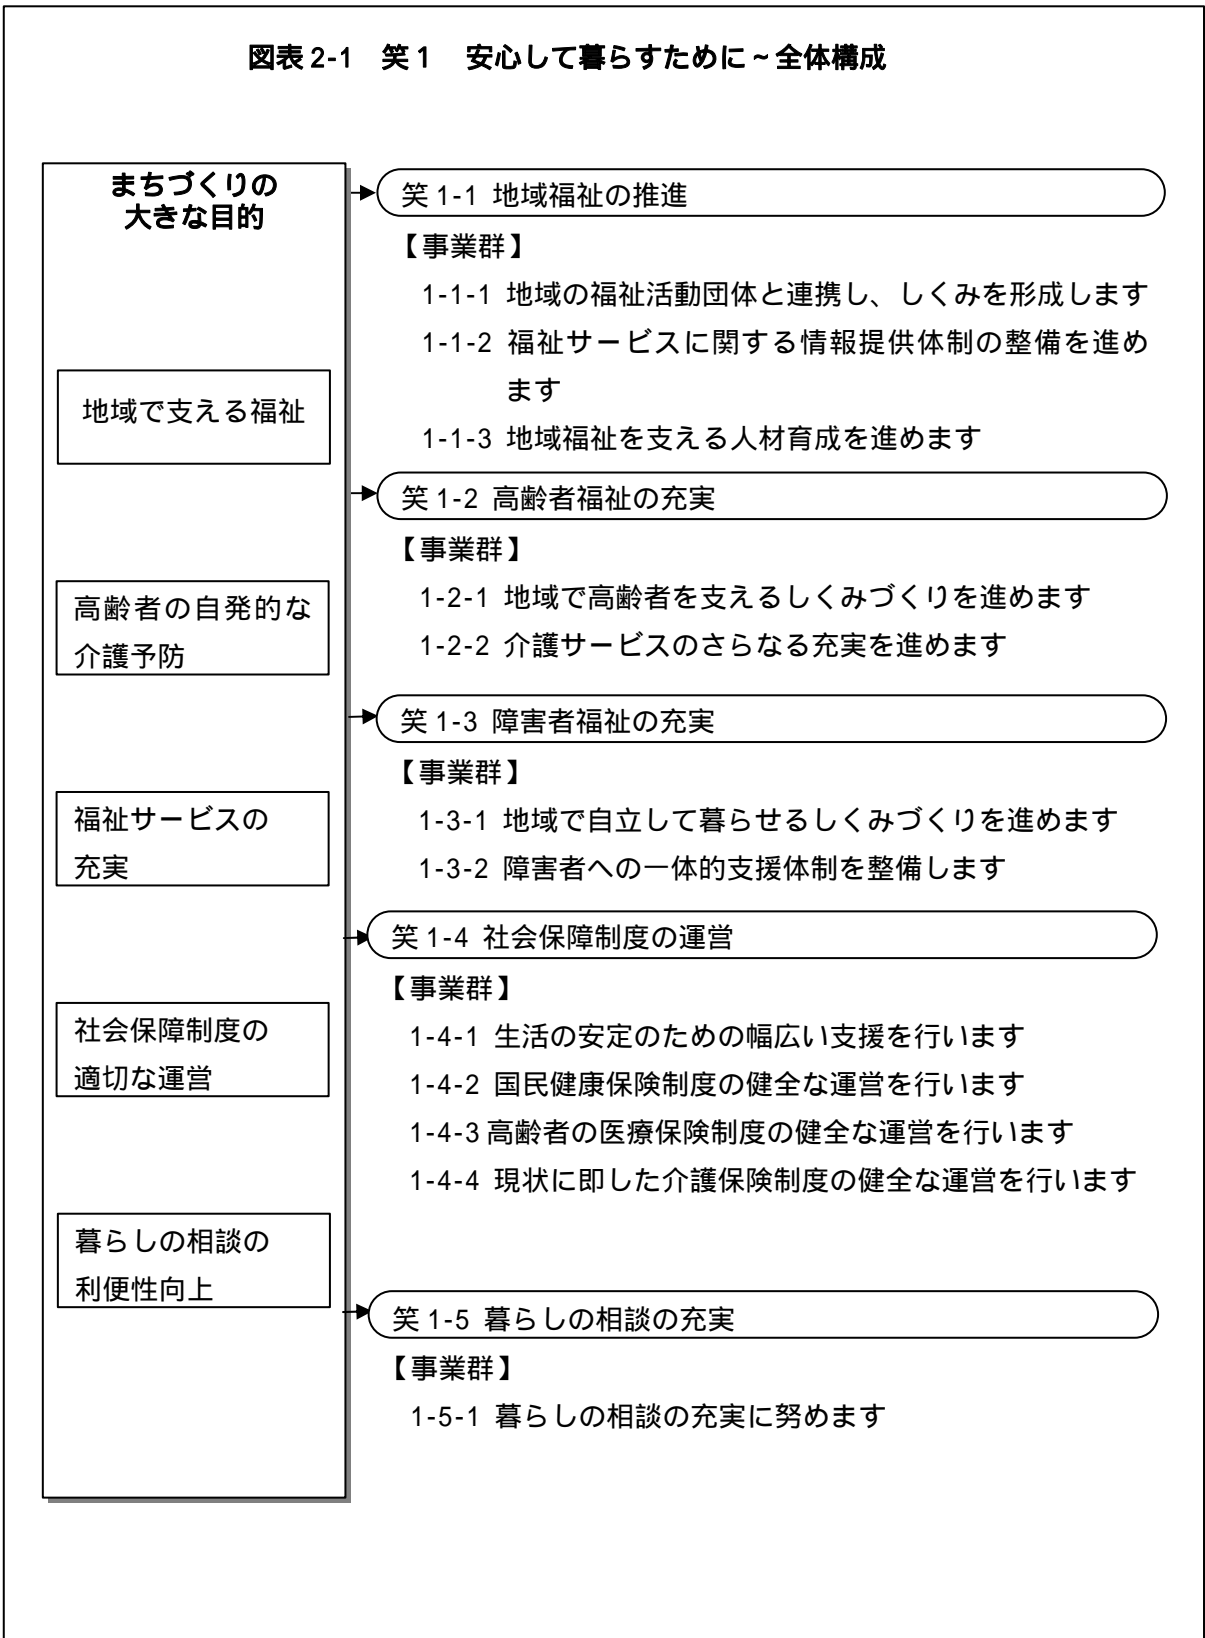 図表 2-1 笑 1 安心して暮らすために～全体構成
まちづくりの
大きな目的
地域で支える福祉
高齢者の自発的な
介護予防
福祉サービスの
充実
社会保障制度の
適切な運営
暮らしの相談の
利便性向上
笑 1-1 地域福祉の推進
【事業群】
1-1-1 地域の福祉活動団体と連携し、しくみを形成します
1-1-2 福祉サービスに関する情報提供体制の整備を進め
ます
1-1-3 地域福祉を支える人材育成を進めます
笑 1-2 高齢者福祉の充実
【事業群】
1-2-1 地域で高齢者を支えるしくみづくりを進めます
1-2-2 介護サービスのさらなる充実を進めます
笑 1-3 障害者福祉の充実
【事業群】
1-3-1 地域で自立して暮らせるしくみづくりを進めます
1-3-2 障害者への一体的支援体制を整備します
笑 1-4 社会保障制度の運営
【事業群】
1-4-1 生活の安定のための幅広い支援を行います
1-4-2 国民健康保険制度の健全な運営を行います
1-4-3 高齢者の医療保険制度の健全な運営を行います
1-4-4 現状に即した介護保険制度の健全な運営を行います
笑 1-5 暮らしの相談の充実
【事業群】
1-5-1 暮らしの相談の充実に努めます